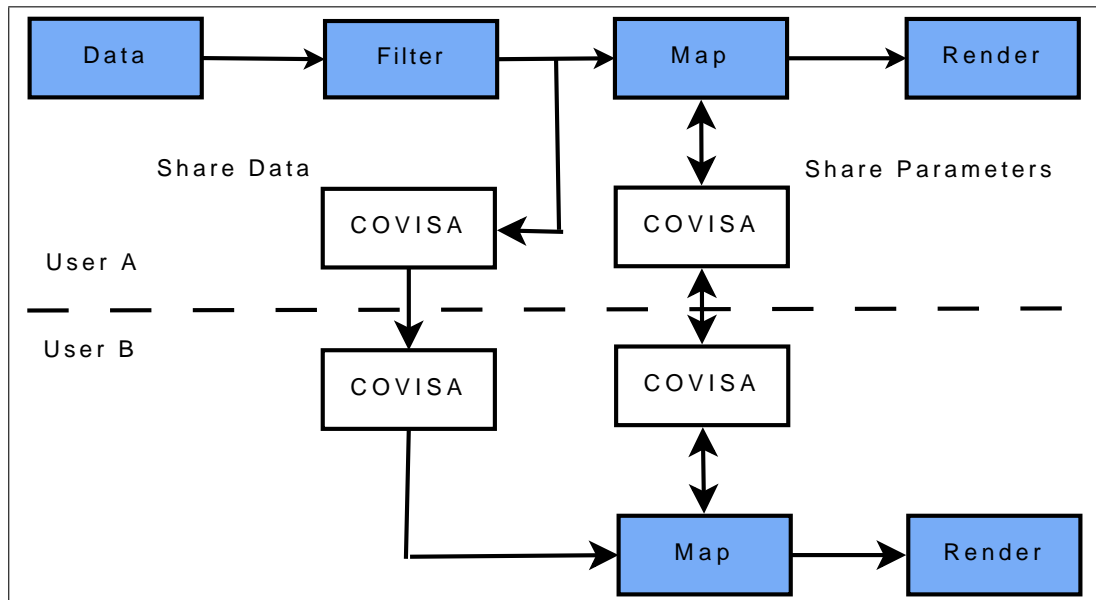 Data
Filter
Map
Render
Share Data
Share Parameters
COVISA
COVISA
User A
User B
COVISA
COVISA
Map
Render